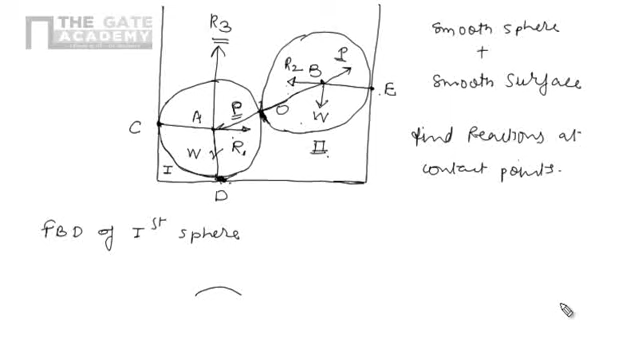 THE GATE
ACADEMY
R3
smooth sphere
+
smooth surface
find Reactions at
contact points.
R2 B P
E
C A P O W
W R1 II
I
D
FBD of Ist sphere